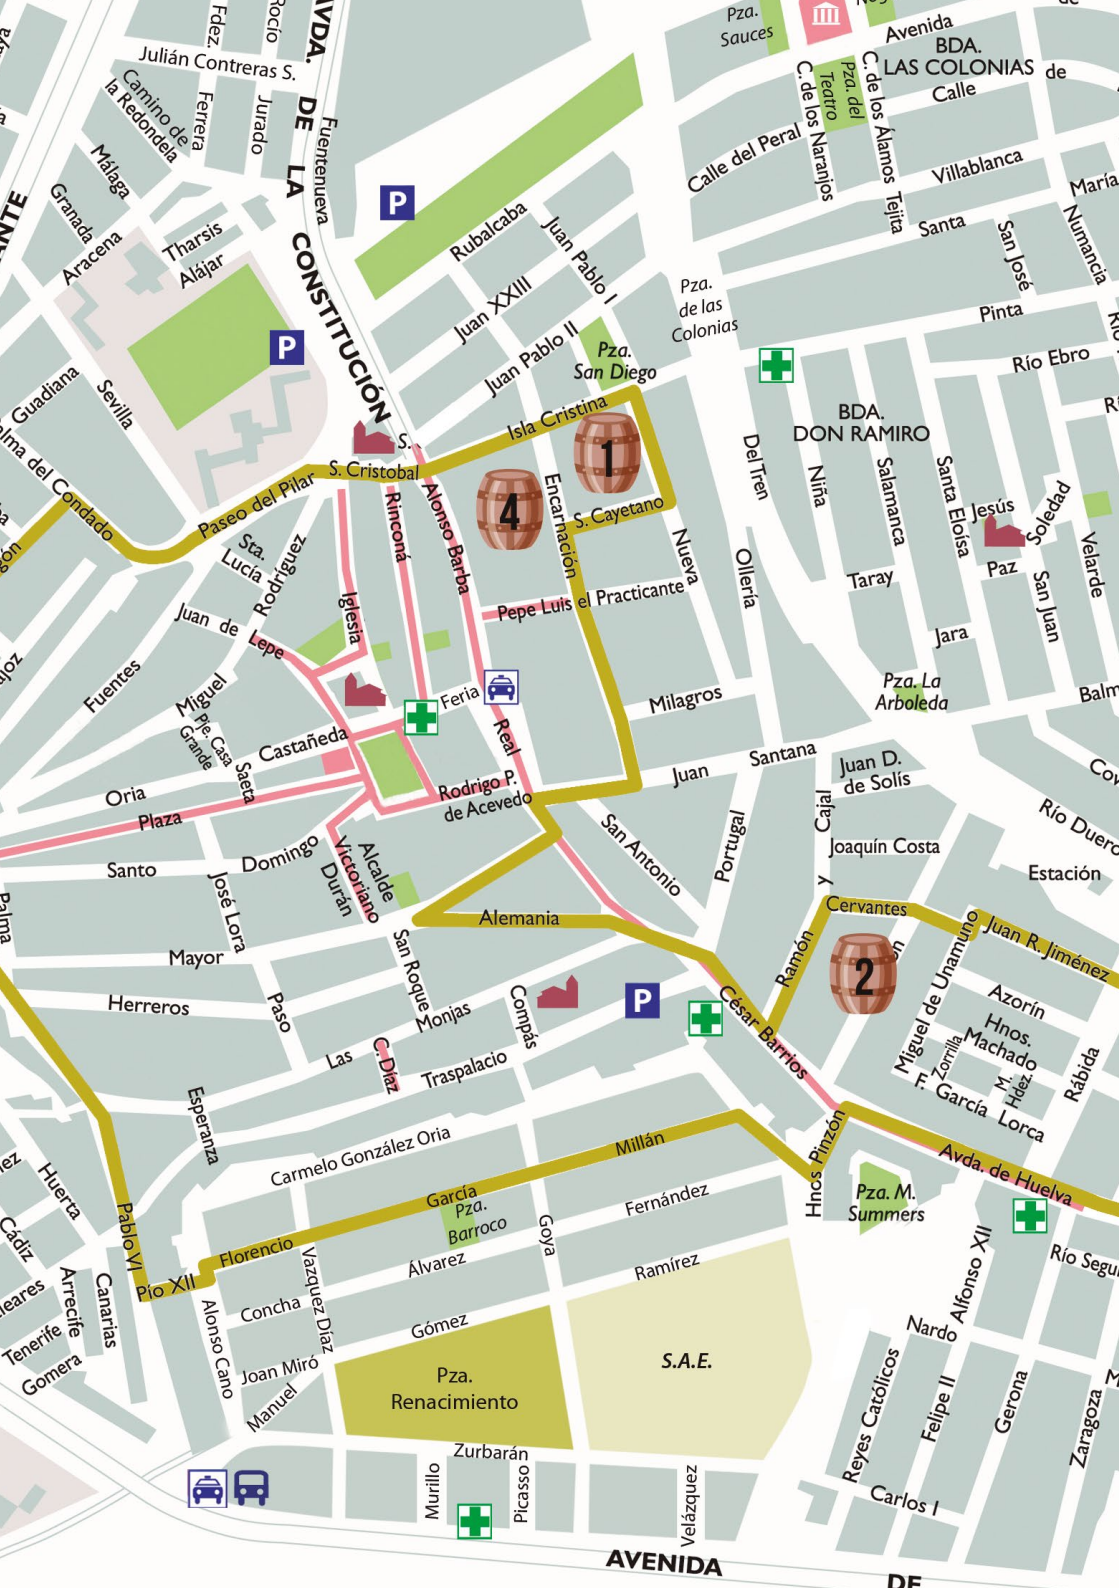 Pza.
Sauces
Avenida
BDA.
LAS COLONIAS
de
Calle
Pza. del
Teatro
C. de los Naranjos
C. de los Álamos
Tejita
Calle del Peral
Villablanca
María
Santa
Numancia
San José
Pinta
Río Ebro
AVDA. DE LA CONSTITUCIÓN
Fdez.
Rocío
Julián Contreras S.
Camino de
la Redondela
Ferrera
Jurado
Fuentenueva
Málaga
Granada
Aracena
Tharsis
Alájar
P
P
Rubalcaba
Juan Pablo I
Juan XXIII
Juan Pablo II
Pza.
de las
Colonias
Pza.
San Diego
Isla Cristina
Guadiana
Sevilla
S.
S. Cristobal
Paseo del Pilar
1
4
BDA.
DON RAMIRO
Del Tren
Niña
Salamanca
Santa Eloísa
Jesús
Soledad
Paz
San Juan
Velarde
Rinconá
Alonso Barba
Encarnación
S. Cayetano
Nueva
Ollería
Taray
Jara
Sta.
Lucía
Rodríguez
Iglesia
Pepe Luis el Practicante
Juan de Lepe
Fuentes
Miguel
Pje. Casa
Grande
Saeta
Castañeda
Feria
Real
Milagros
Pza. La
Arboleda
Oria
Plaza
Rodrigo P.
de Acevedo
Juan
Santana
Juan D.
de Solís
Río Duero
Santo
Domingo
Alcalde
Victoriano
Durán
San Antonio
Portugal
Ramón y Cajal
Joaquín Costa
Estación
Palma
José Lora
Alemania
Cervantes
Juan R. Jiménez
Mayor
San Roque
2
Miguel de Unamuno
Herreros
Paso
Monjas
Compás
P
César Barrios
Azorín
Hnos.
Machado
Zorrilla
M.
Hdez.
Rábida
Las
C. Díaz
Traspalacio
F. García Lorca
Esperanza
Carmelo González Oria
Millán
Hnos Pinzón
Avda. de Huelva
Huerta
Pablo VI
García
Pza.
Barroco
Fernández
Pza. M.
Summers
Cádiz
Florencio
Goya
Álvarez
Ramírez
Alfonso XII
Pío XII
Vazquez Díaz
Arrecife
Canarias
Alonso Cano
Concha
Gómez
Tenerife
Gomera
Joan Miró
Manuel
Pza.
Renacimiento
S.A.E.
Nardo
Reyes Católicos
Felipe II
Gerona
Zaragoza
Zurbarán
Murillo
Picasso
Velázquez
Carlos I
AVENIDA
DE